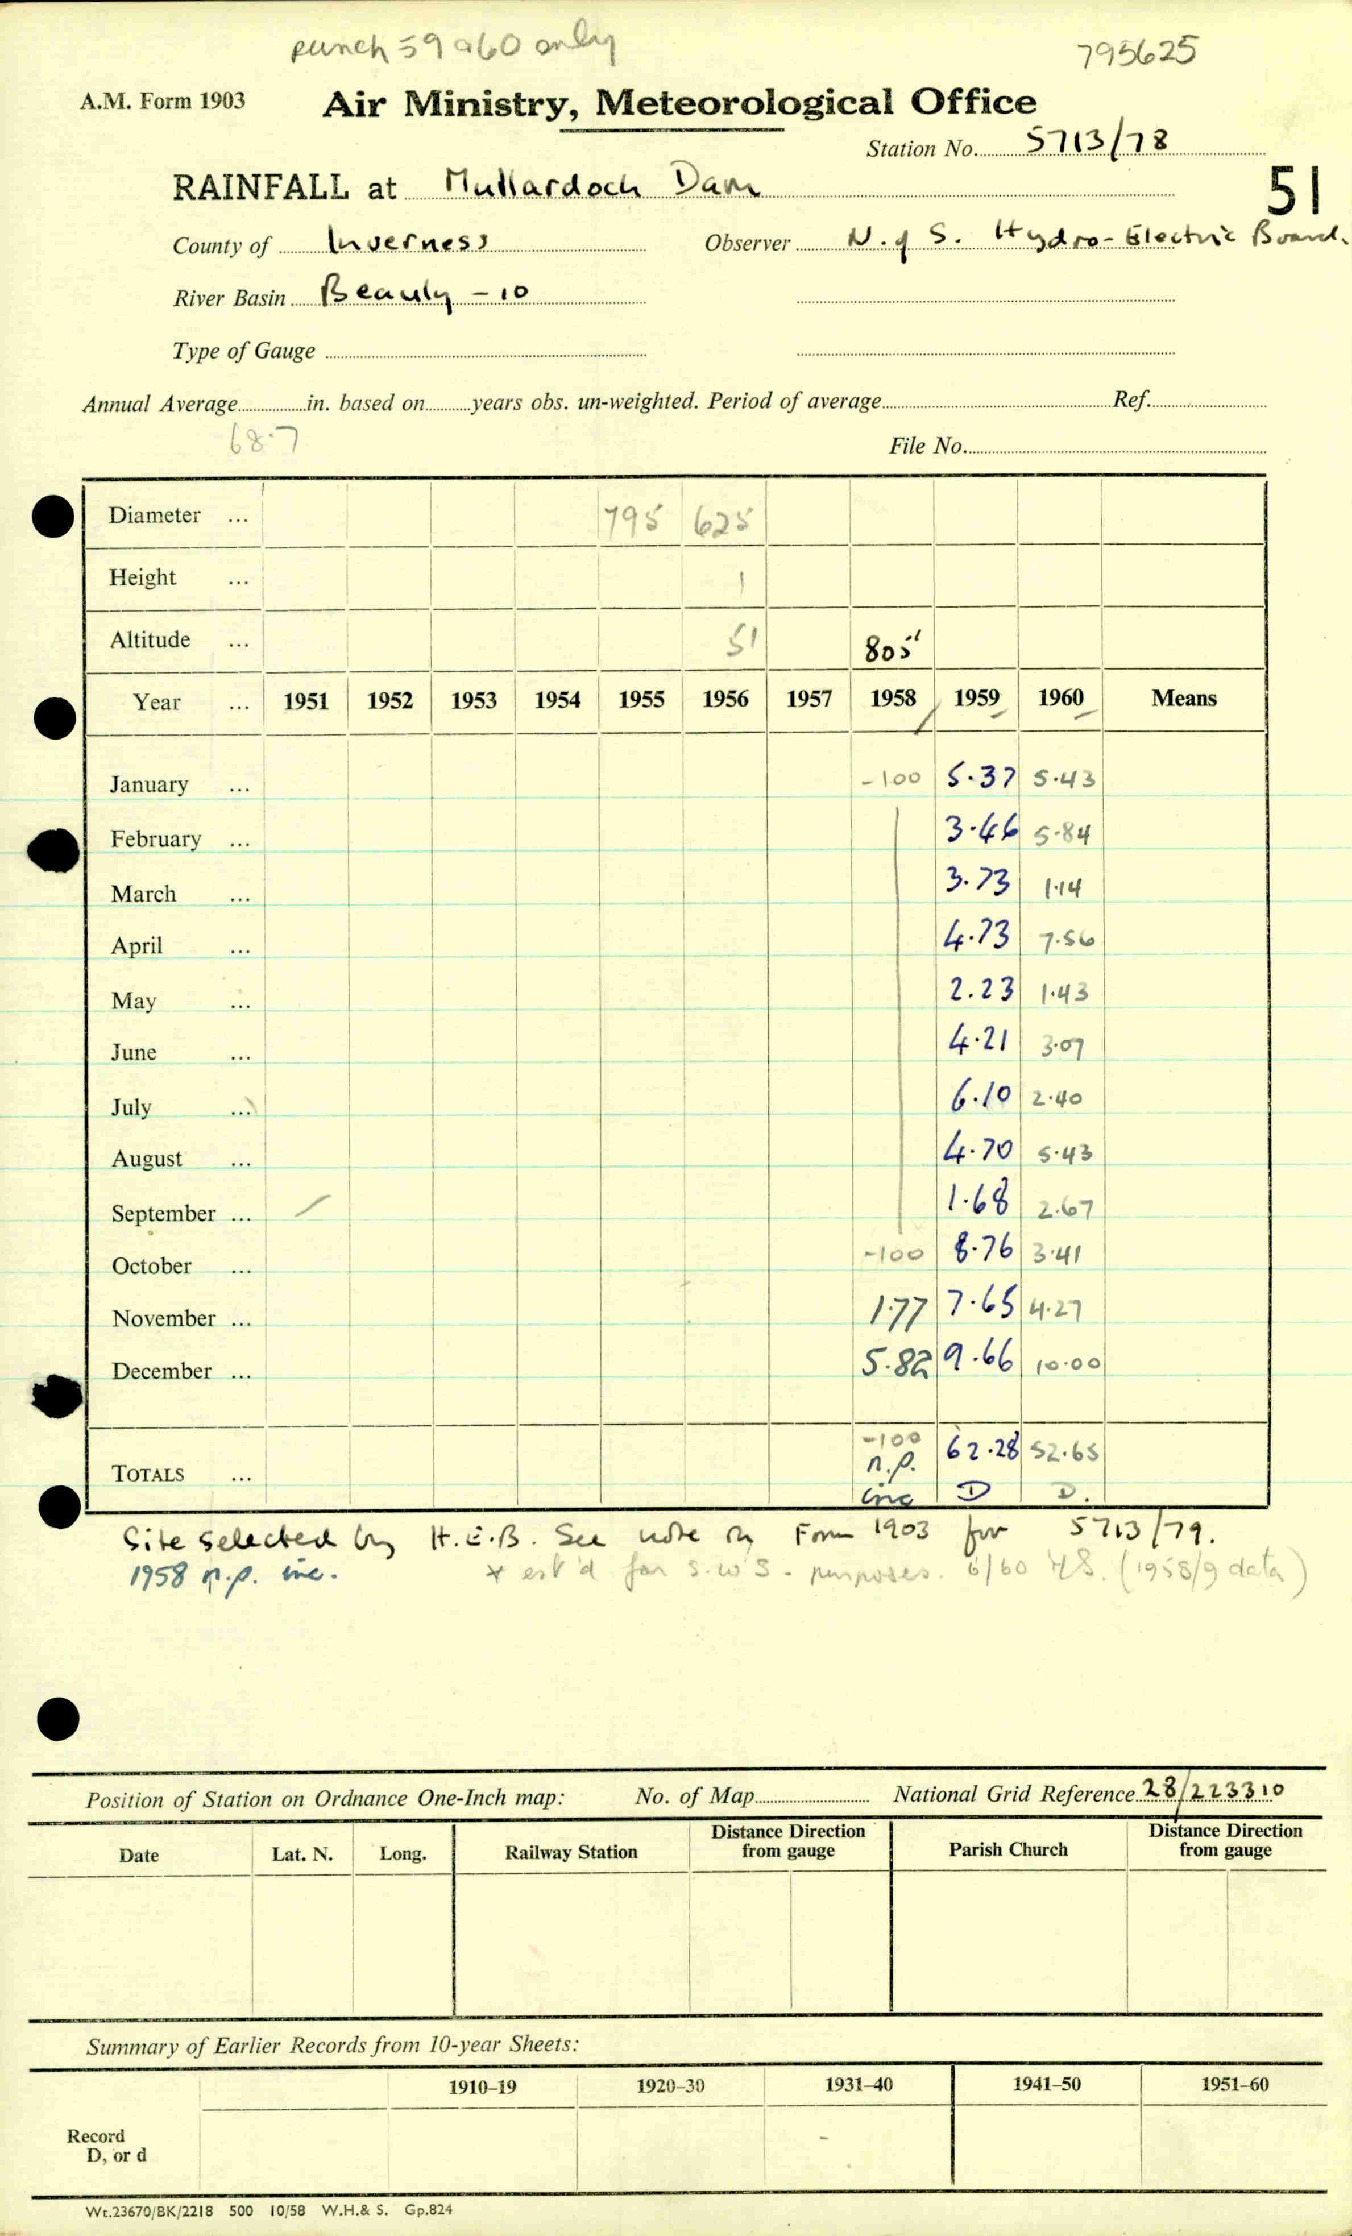 punch 59 a60 only
795625
A.M. Form 1903
Air Ministry, Meteorological Office
Station No. 5713/78
RAINFALL at Mullardoch Dam
51
County of Inverness
Observer N. of S. Hydro-Electric Board.
River Basin Beauly - 10
Type of Gauge
Annual Average in. based on years obs. un-weighted. Period of average Ref.
68.7
File No.
Diameter ... 795 625
Height ... 1
Altitude ... 51 805'
Year ... 1951 1952 1953 1954 1955 1956 1957 1958 1959 1960 Means
January ... -100 5.37 5.43
February ... 3.46 5.84
March ... 3.73 1.14
April ... 4.73 7.56
May ... 2.23 1.43
June ... 4.21 3.07
July ... 6.10 2.40
August ... 4.70 5.43
September ... 1.68 2.67
October ... -100 8.76 3.41
November ... 1.77 7.65 4.27
December ... 5.82 9.66 10.00
TOTALS ... -100 62.28 52.65
n.p.
inc D D.
Site selected by H.E.B. See note on Form 1903 for 5713/79.
1958 n.p. inc. * est'd for S.W.S. purposes. 6/60 (1958/9 data)
Position of Station on Ordnance One-Inch map: No. of Map National Grid Reference 28/223310
Date Lat. N. Long. Railway Station Distance Direction from gauge Parish Church Distance Direction from gauge
Summary of Earlier Records from 10-year Sheets:
1910-19 1920-30 1931-40 1941-50 1951-60
Record
D, or d
Wt.23670/BK/2218 500 10/58 W.H.& S. Gp.824